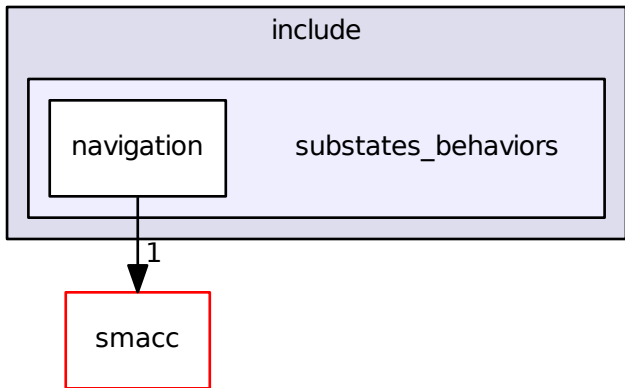 include
navigation
substates_behaviors
1
smacc